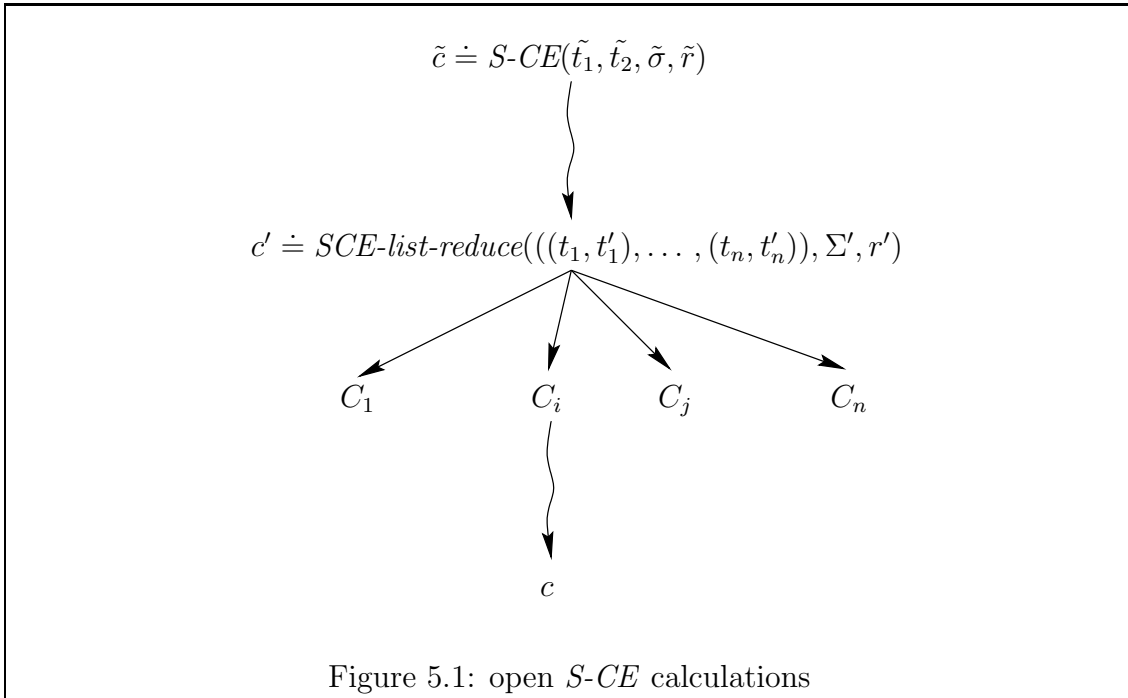 c̃ ≐ S-CE(t̃₁, t̃₂, σ̃, r̃)
c′ ≐ SCE-list-reduce(((t₁, t′₁), … , (tₙ, t′ₙ)), Σ′, r′)
C₁ Cᵢ Cⱼ Cₙ
c
Figure 5.1: open S-CE calculations